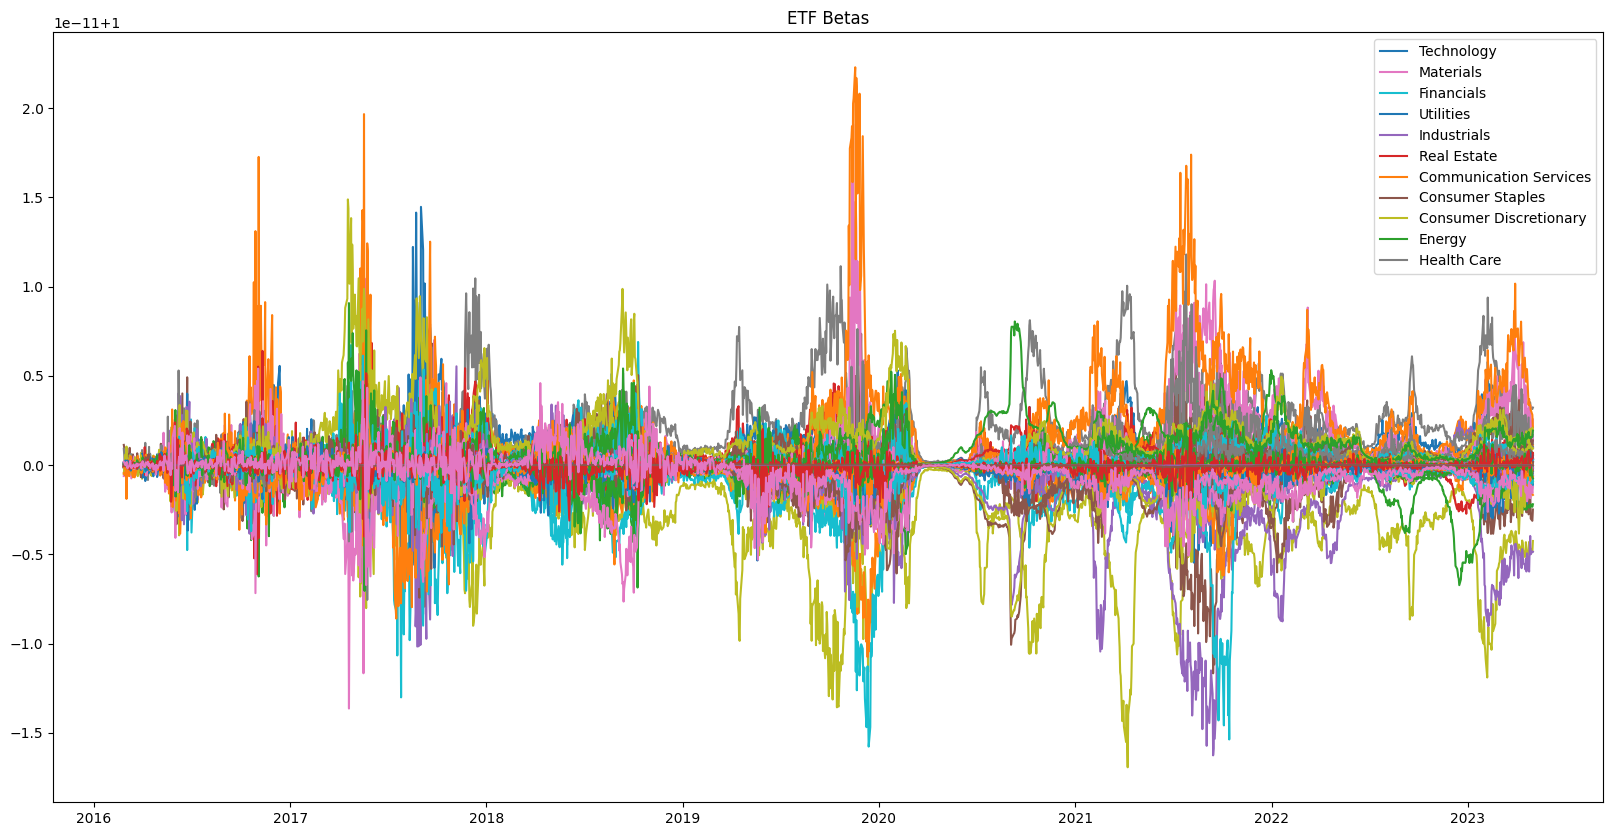 ETF Betas
1e−11+1
2.0
1.5
1.0
0.5
0.0
−0.5
−1.0
−1.5
2016 2017 2018 2019 2020 2021 2022 2023
Technology
Materials
Financials
Utilities
Industrials
Real Estate
Communication Services
Consumer Staples
Consumer Discretionary
Energy
Health Care